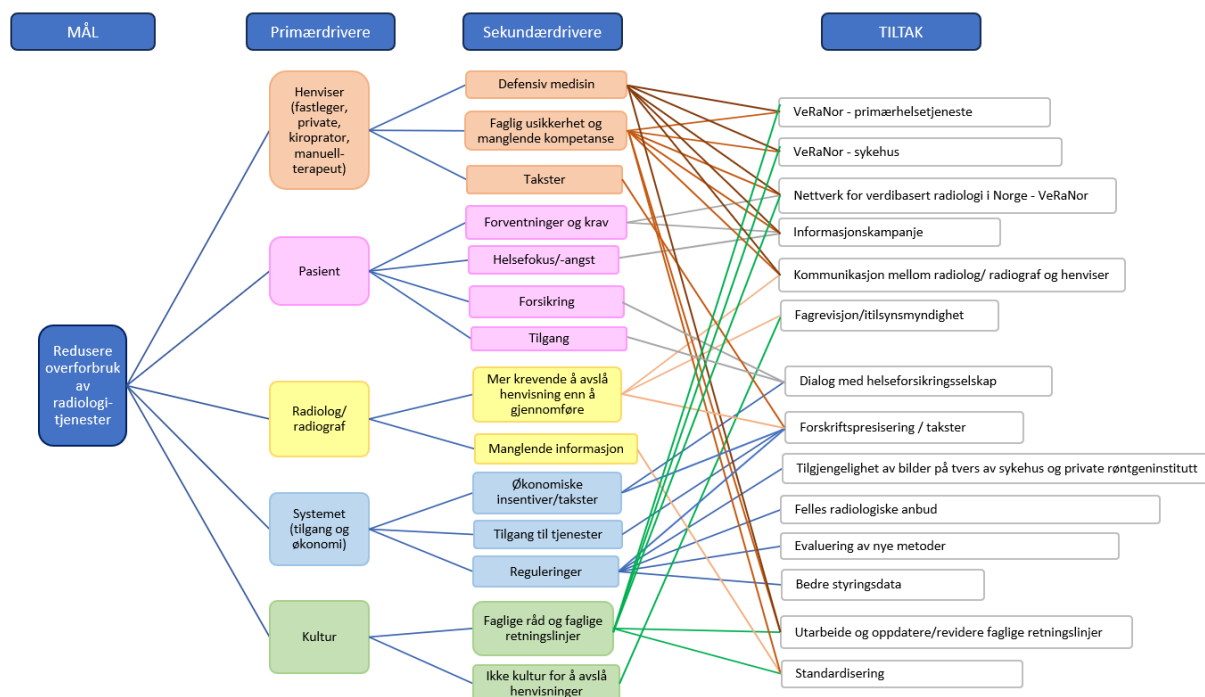 MÅL
Primærdrivere
Sekundærdrivere
TILTAK
Redusere
overforbruk
av
radiologi-
tjenester
Henviser
(fastleger,
private,
kiroprator,
manuell-
terapeut)
Pasient
Radiolog/
radiograf
Systemet
(tilgang og
økonomi)
Kultur
Defensiv medisin
Faglig usikkerhet og
manglende kompetanse
Takster
Forventninger og krav
Helsefokus/-angst
Forsikring
Tilgang
Mer krevende å avslå
henvisning enn å
gjennomføre
Manglende informasjon
Økonomiske
insentiver/takster
Tilgang til tjenester
Reguleringer
Faglige råd og faglige
retningslinjer
Ikke kultur for å avslå
henvisninger
VeRaNor - primærhelsetjeneste
VeRaNor - sykehus
Nettverk for verdibasert radiologi i Norge - VeRaNor
Informasjonskampanje
Kommunikasjon mellom radiolog/ radiograf og henviser
Fagrevisjon/itilsynsmyndighet
Dialog med helseforsikringsselskap
Forskriftspresisering / takster
Tilgjengelighet av bilder på tvers av sykehus og private røntgeninstitutt
Felles radiologiske anbud
Evaluering av nye metoder
Bedre styringsdata
Utarbeide og oppdatere/revidere faglige retningslinjer
Standardisering